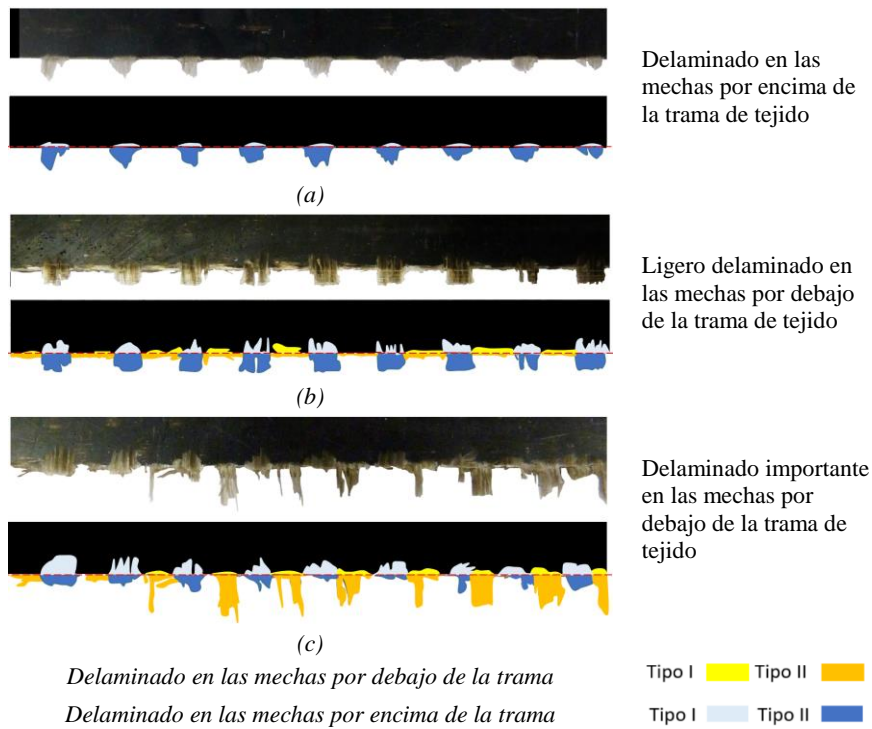 Delaminado en las
mechas por encima de
la trama de tejido
(a)
Ligero delaminado en
las mechas por debajo
de la trama de tejido
(b)
Delaminado importante
en las mechas por
debajo de la trama de
tejido
(c)
Delaminado en las mechas por debajo de la trama
Tipo I Tipo II
Delaminado en las mechas por encima de la trama
Tipo I Tipo II